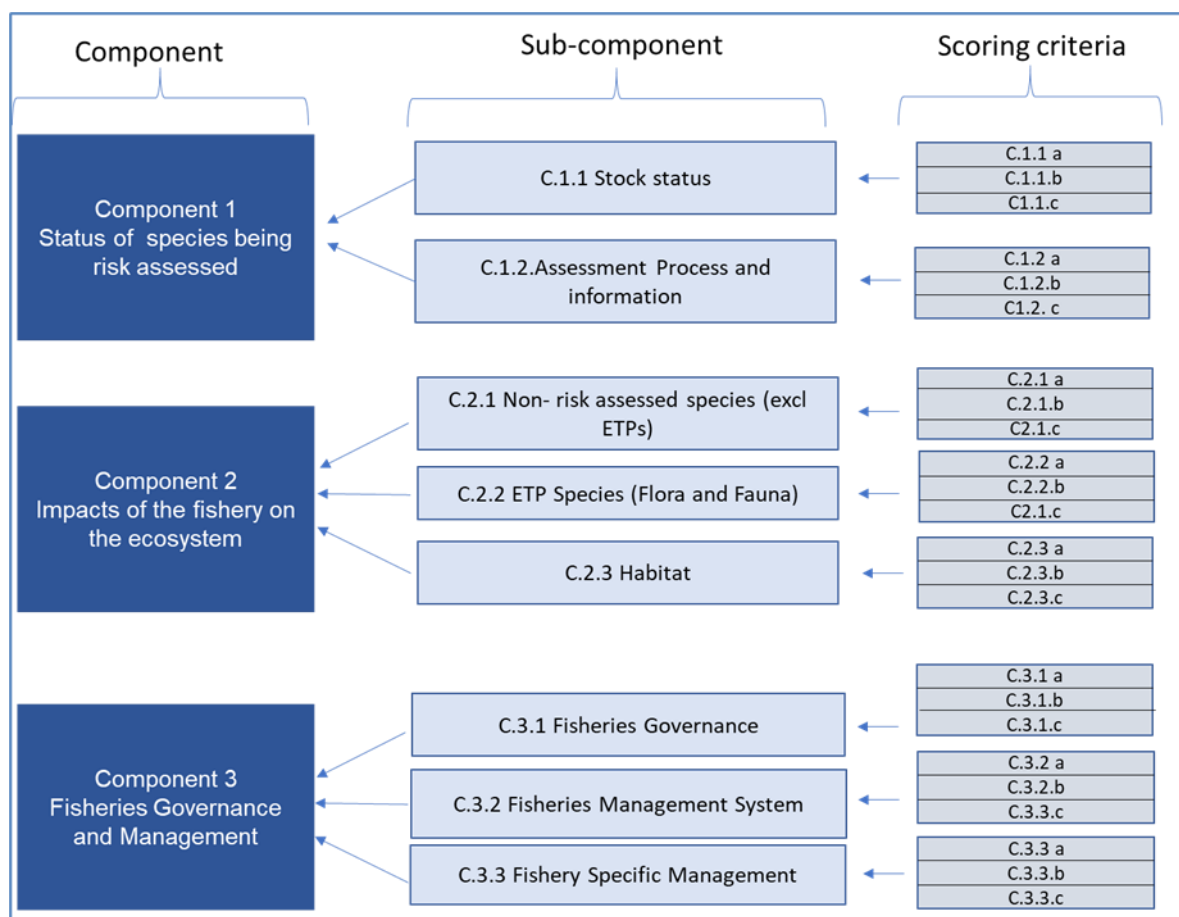 Component
Sub-component
Scoring criteria
Component 1
Status of species being
risk assessed
C.1.1 Stock status
C.1.1 a
C.1.1.b
C1.1.c
C.1.2.Assessment Process and
information
C.1.2 a
C.1.2.b
C1.2. c
Component 2
Impacts of the fishery on
the ecosystem
C.2.1 Non- risk assessed species (excl
ETPs)
C.2.1 a
C.2.1.b
C2.1.c
C.2.2 ETP Species (Flora and Fauna)
C.2.2 a
C.2.2.b
C2.1.c
C.2.3 Habitat
C.2.3 a
C.2.3.b
C.2.3.c
Component 3
Fisheries Governance
and Management
C.3.1 Fisheries Governance
C.3.1 a
C.3.1.b
C.3.1.c
C.3.2 Fisheries Management System
C.3.2 a
C.3.2.b
C.3.3.c
C.3.3 Fishery Specific Management
C.3.3 a
C.3.3.b
C.3.3.c